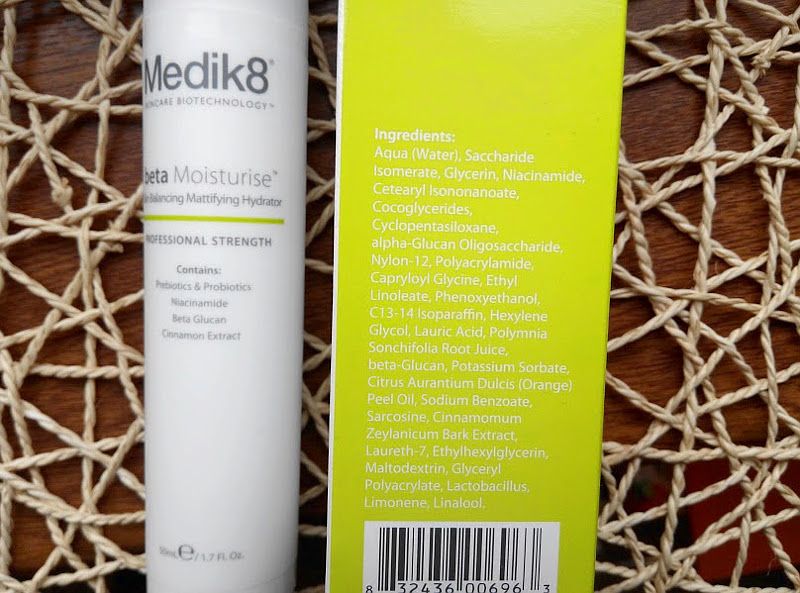 Medik8®
SKINCARE BIOTECHNOLOGY™
beta Moisturise™
Balancing Mattifying Hydrator
PROFESSIONAL STRENGTH
Contains:
Prebiotics & Probiotics
Niacinamide
Beta Glucan
Cinnamon Extract
50mL e / 1.7 Fl. Oz.
Ingredients:
Aqua (Water), Saccharide
Isomerate, Glycerin, Niacinamide,
Cetearyl Isononanoate,
Cocoglycerides,
Cyclopentasiloxane,
alpha-Glucan Oligosaccharide,
Nylon-12, Polyacrylamide,
Capryloyl Glycine, Ethyl
Linoleate, Phenoxyethanol,
C13-14 Isoparaffin, Hexylene
Glycol, Lauric Acid, Polymnia
Sonchifolia Root Juice,
beta-Glucan, Potassium Sorbate,
Citrus Aurantium Dulcis (Orange)
Peel Oil, Sodium Benzoate,
Sarcosine, Cinnamomum
Zeylanicum Bark Extract,
Laureth-7, Ethylhexylglycerin,
Maltodextrin, Glyceryl
Polyacrylate, Lactobacillus,
Limonene, Linalool.
8 32436 00696 3